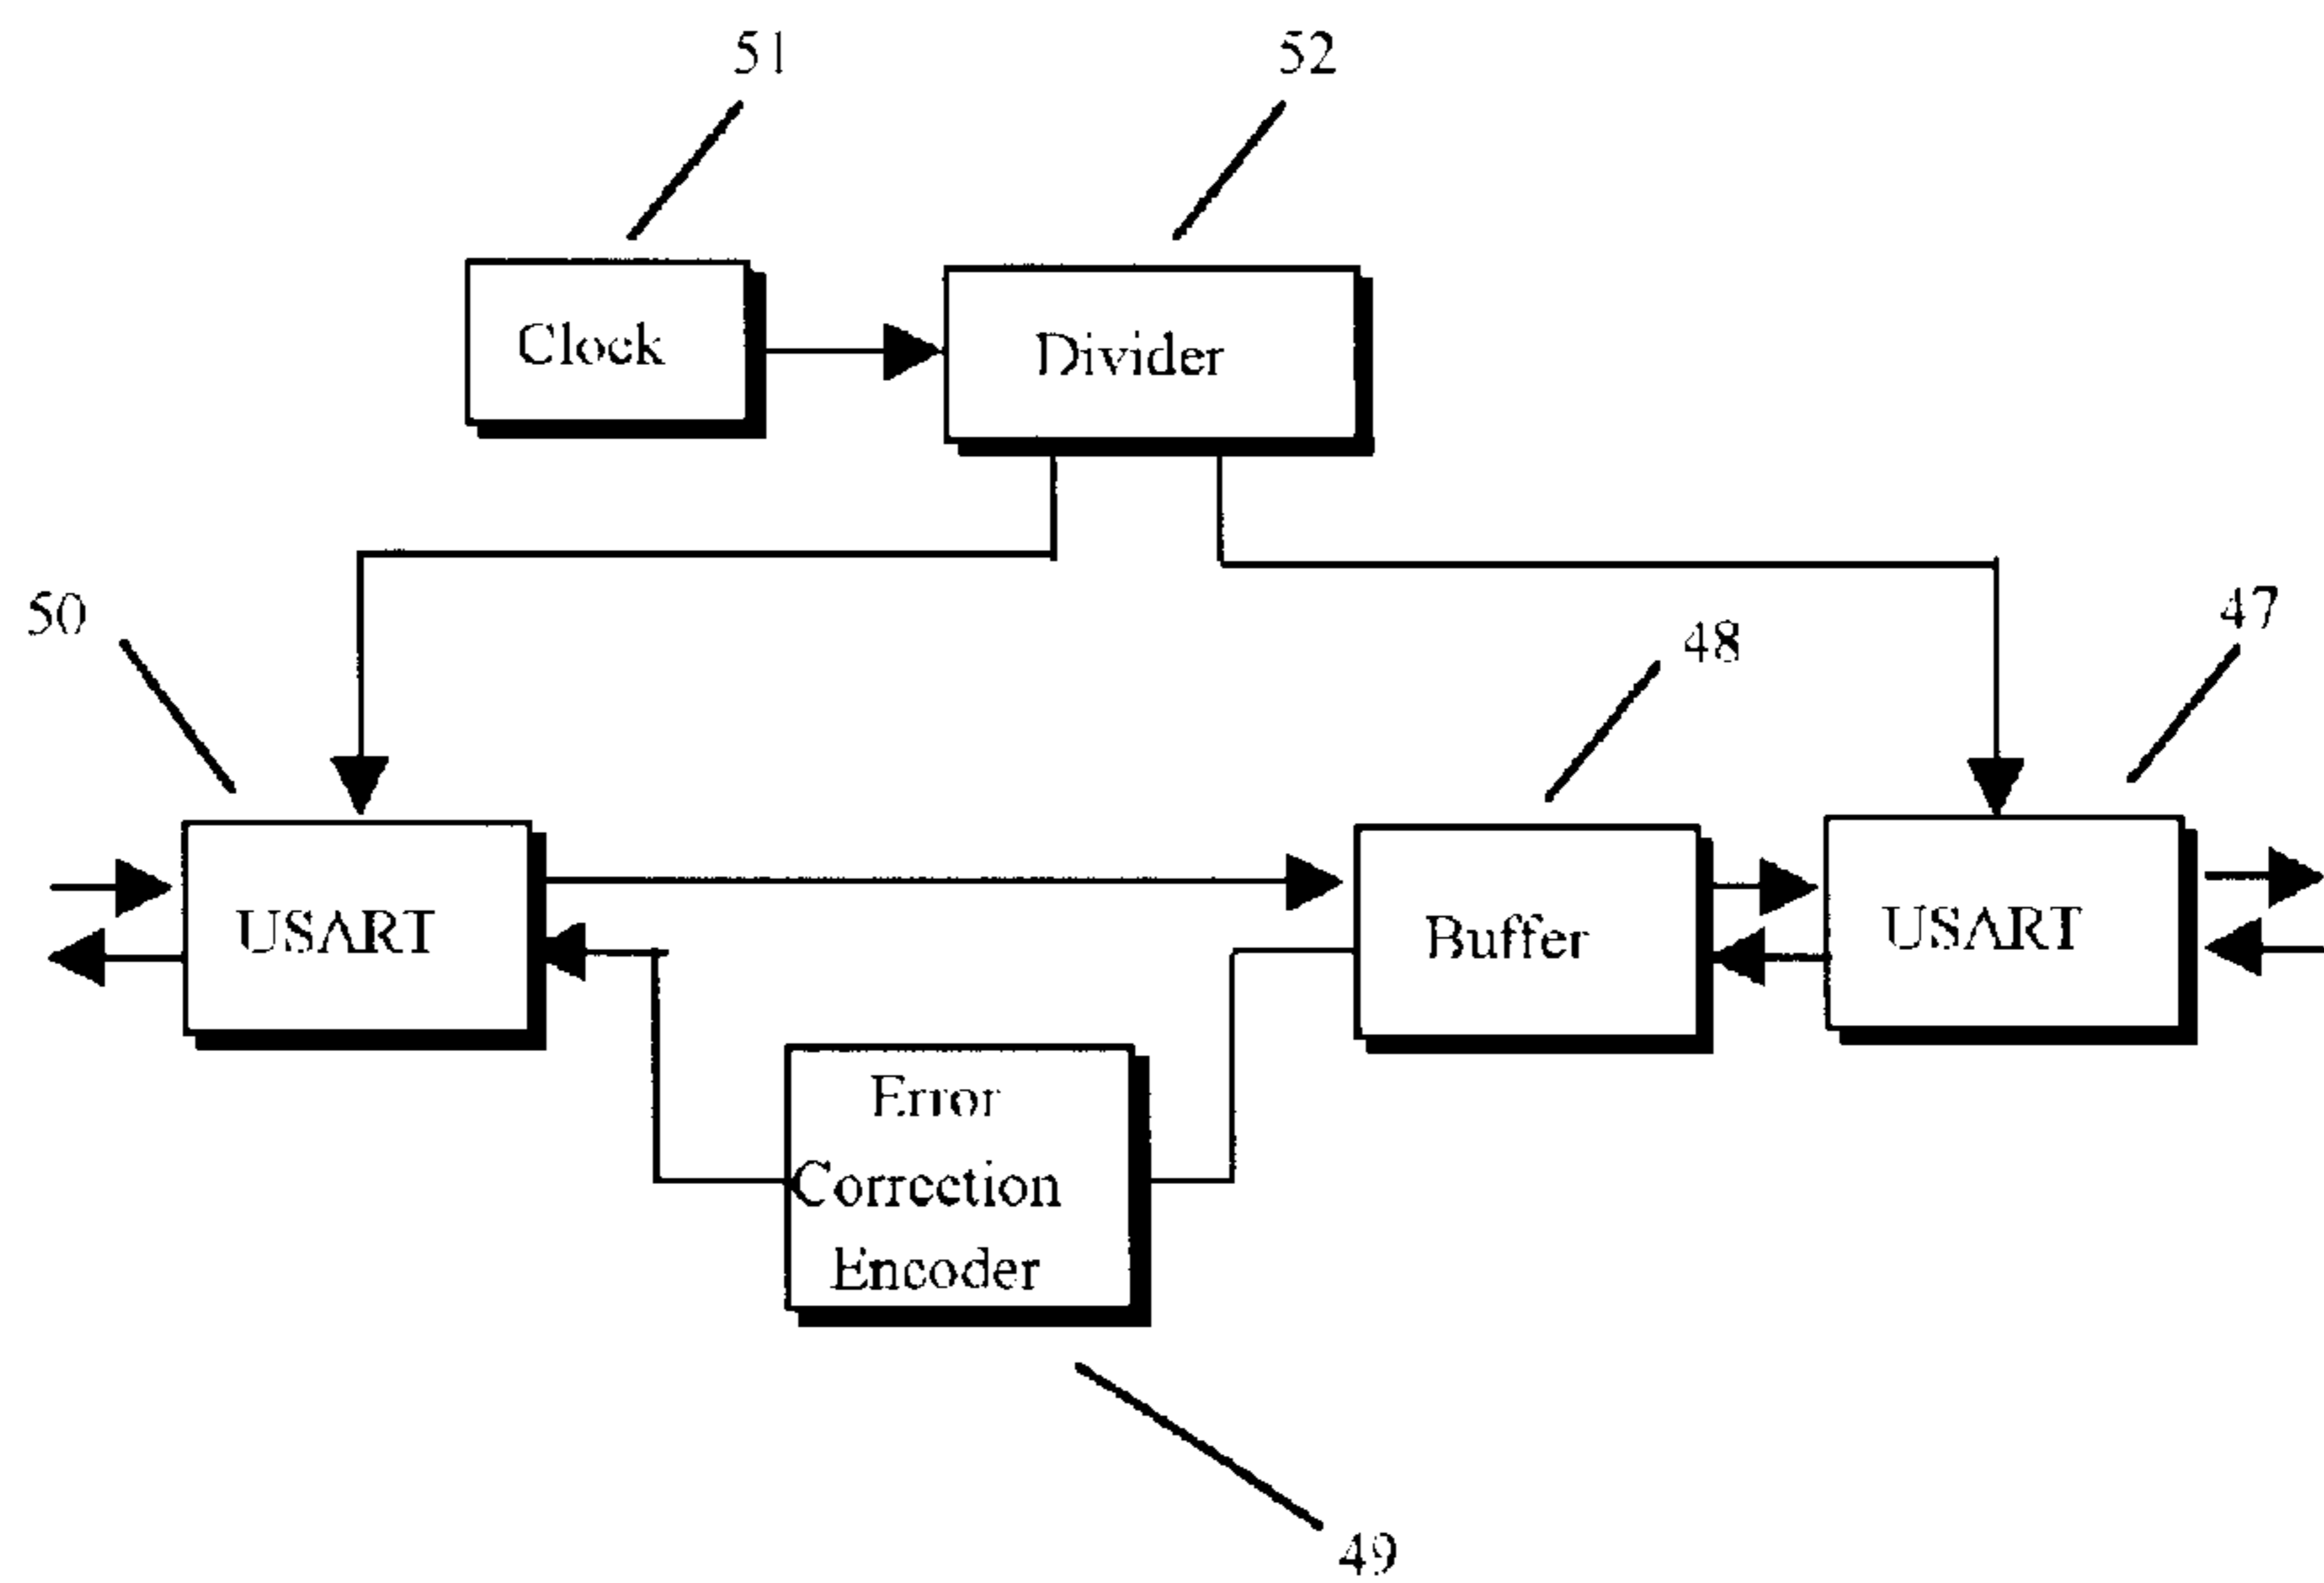 51
52
Clock
Divider
50
48
47
USART
Buffer
USART
Error
Correction
Encoder
49